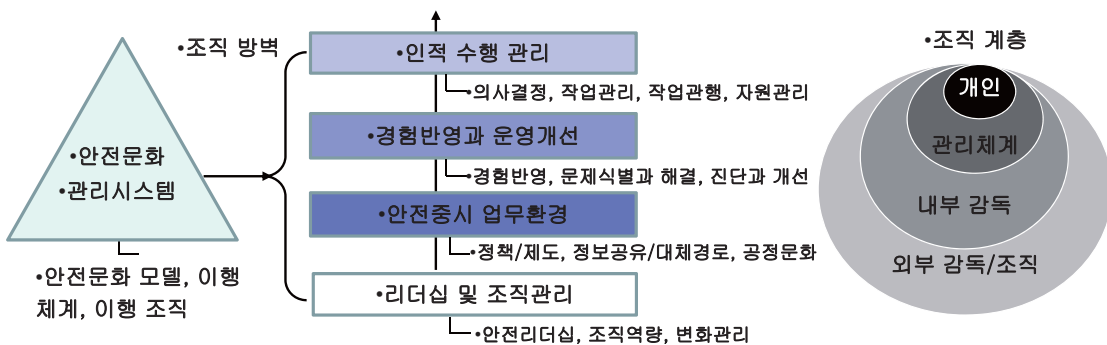 •안전문화
•관리시스템
•안전문화 모델, 이행
체계, 이행 조직
•조직 방벽
•인적 수행 관리
•의사결정, 작업관리, 작업관행, 자원관리
•경험반영과 운영개선
•경험반영, 문제식별과 해결, 진단과 개선
•안전중시 업무환경
•정책/제도, 정보공유/대체경로, 공정문화
•리더십 및 조직관리
•안전리더십, 조직역량, 변화관리
•조직 계층
개인
관리체계
내부 감독
외부 감독/조직